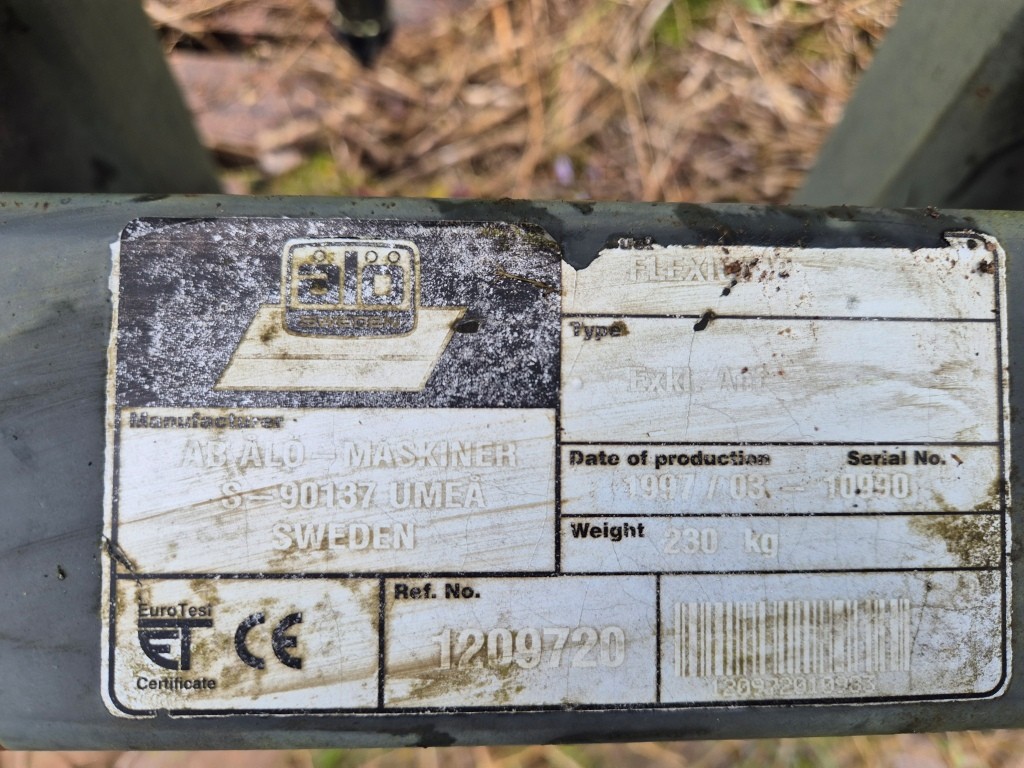 ålö
SWEDEN
Type
Exkl.
Manufacturer
AB ÅLÖ - MASKINER
S - 90137 UMEÅ
SWEDEN
Date of production Serial No.
1997 / 03 - 10990
Weight 230 kg
EuroTest
ET
Certificate
CE
Ref. No.
1209720